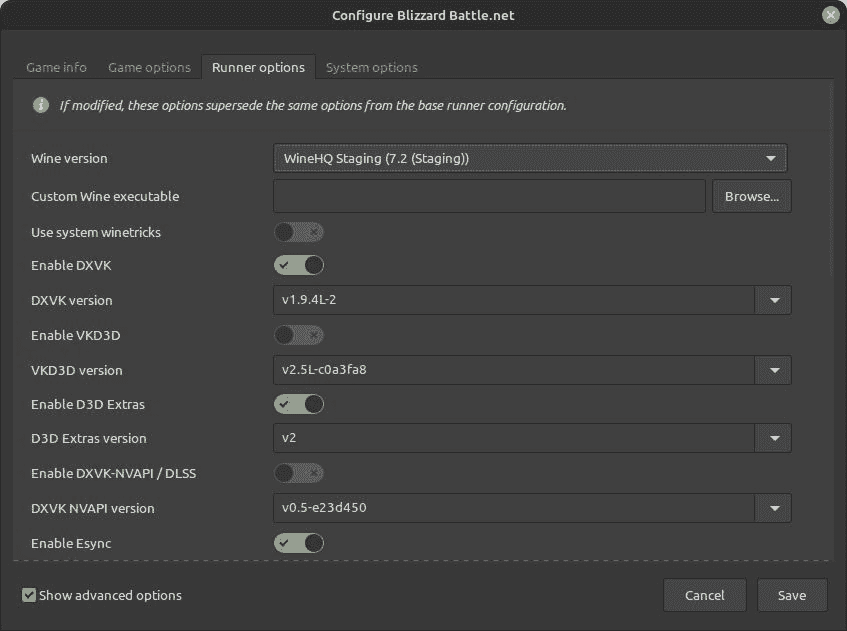 Configure Blizzard Battle.net
Game info Game options Runner options System options
If modified, these options supersede the same options from the base runner configuration.
Wine version WineHQ Staging (7.2 (Staging))
Custom Wine executable Browse...
Use system winetricks
Enable DXVK
DXVK version v1.9.4L-2
Enable VKD3D
VKD3D version v2.5L-c0a3fa8
Enable D3D Extras
D3D Extras version v2
Enable DXVK-NVAPI / DLSS
DXVK NVAPI version v0.5-e23d450
Enable Esync
Show advanced options Cancel Save